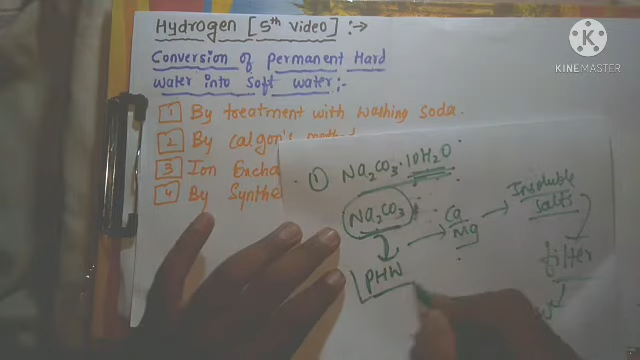 Hydrogen [5th Video] :→
Conversion of permanent Hard
Water into Soft water;-
1 By treatment with washing soda.
2 By Calgon's method
3 Ion Excha
4 By Synthe
① Na2CO3.10H2O
Na2CO3
Ca
Mg
Insoluble
Salts
filter
PHW
KINEMASTER